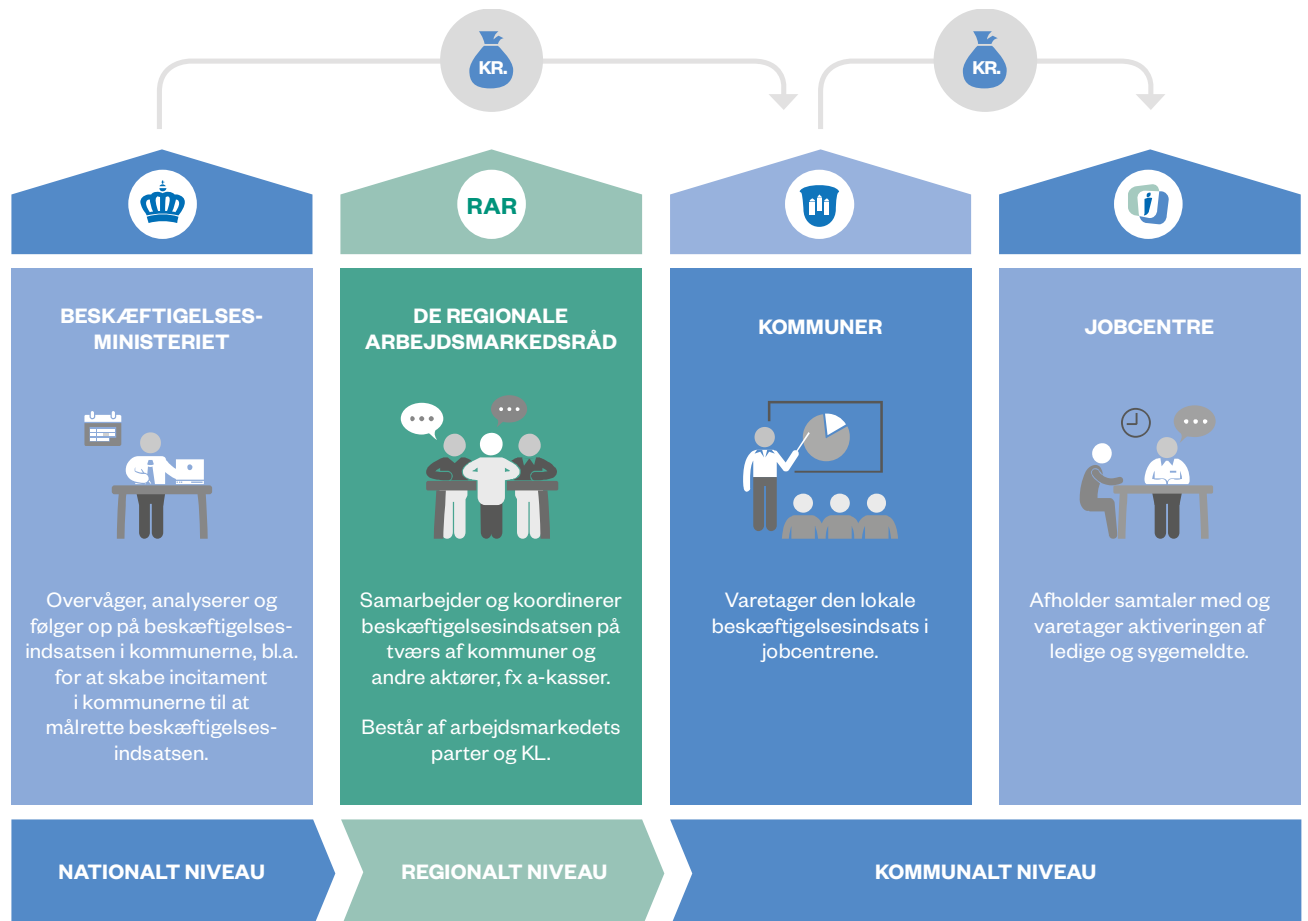 KR.
KR.
RAR
BESKÆFTIGELSES-
MINISTERIET
Overvåger, analyserer og
følger op på beskæftigelses-
indsatsen i kommunerne, bl.a.
for at skabe incitament
i kommunerne til at
målrette beskæftigelses-
indsatsen.
DE REGIONALE
ARBEJDSMARKEDSRÅD
Samarbejder og koordinerer
beskæftigelsesindsatsen på
tværs af kommuner og
andre aktører, fx a-kasser.
Består af arbejdsmarkedets
parter og KL.
KOMMUNER
Varetager den lokale
beskæftigelsesindsats i
jobcentrene.
i
JOBCENTRE
Afholder samtaler med og
varetager aktiveringen af
ledige og sygemeldte.
NATIONALT NIVEAU
REGIONALT NIVEAU
KOMMUNALT NIVEAU